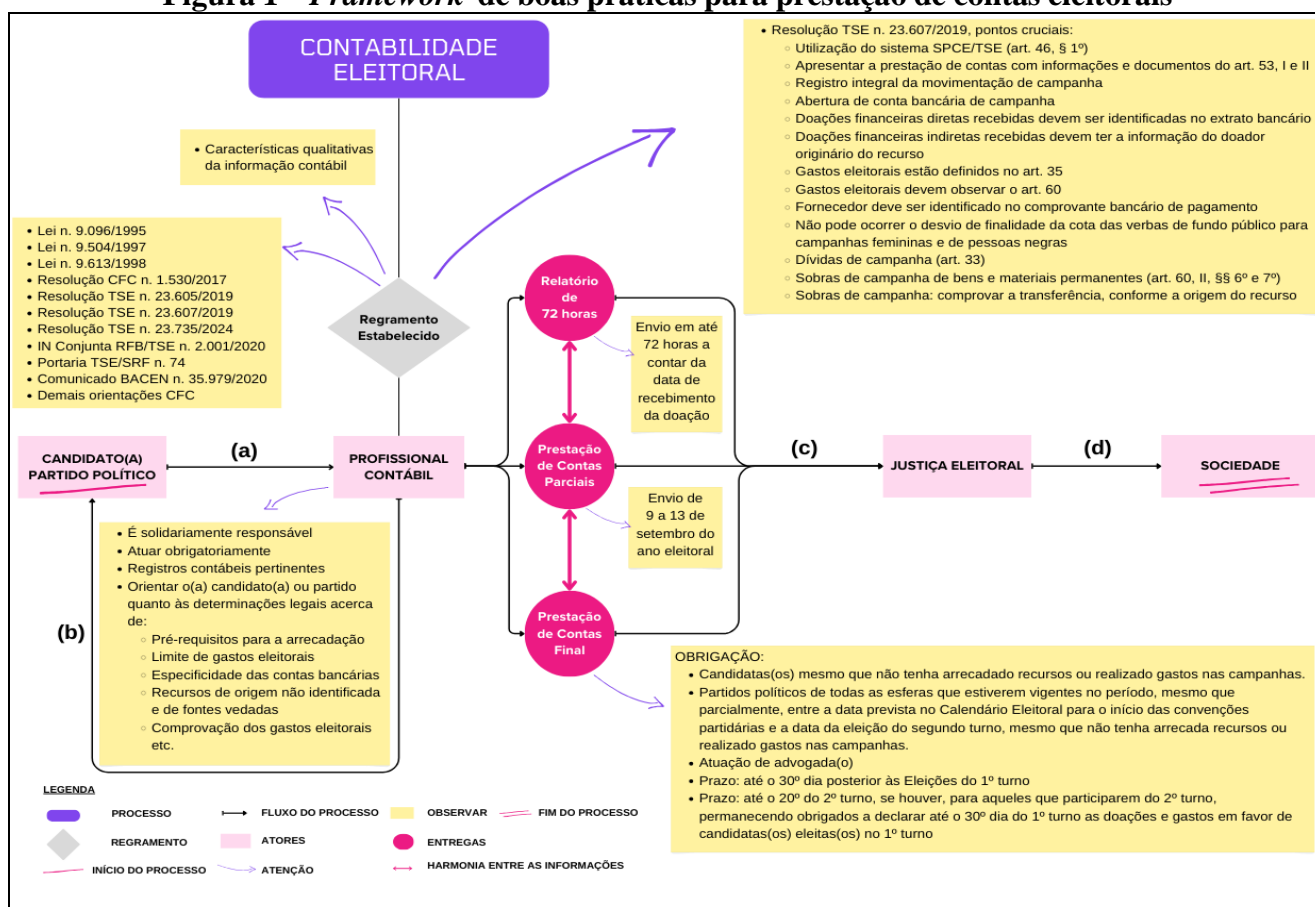 Figura 1 - Framework de boas práticas para prestação de contas eleitorais
CONTABILIDADE
ELEITORAL
• Características qualitativas
da informação contábil
• Lei n. 9.096/1995
• Lei n. 9.504/1997
• Lei n. 9.613/1998
• Resolução CFC n. 1.530/2017
• Resolução TSE n. 23.605/2019
• Resolução TSE n. 23.607/2019
• Resolução TSE n. 23.735/2024
• IN Conjunta RFB/TSE n. 2.001/2020
• Portaria TSE/SRF n. 74
• Comunicado BACEN n. 35.979/2020
• Demais orientações CFC
Regramento
Estabelecido
• Resolução TSE n. 23.607/2019, pontos cruciais:
○ Utilização do sistema SPCE/TSE (art. 46, § 1º)
○ Apresentar a prestação de contas com informações e documentos do art. 53, I e II
○ Registro integral da movimentação de campanha
○ Abertura de conta bancária de campanha
○ Doações financeiras diretas recebidas devem ser identificadas no extrato bancário
○ Doações financeiras indiretas recebidas devem ter a informação do doador
originário do recurso
○ Gastos eleitorais estão definidos no art. 35
○ Gastos eleitorais devem observar o art. 60
○ Fornecedor deve ser identificado no comprovante bancário de pagamento
○ Não pode ocorrer o desvio de finalidade da cota das verbas de fundo público para
campanhas femininas e de pessoas negras
○ Dívidas de campanha (art. 33)
○ Sobras de campanha de bens e materiais permanentes (art. 60, II, §§ 6º e 7º)
○ Sobras de campanha: comprovar a transferência, conforme a origem do recurso
Relatório
de
72 horas
Envio em até
72 horas a
contar da
data de
recebimento
da doação
CANDIDATO(A)
PARTIDO POLÍTICO
(a)
PROFISSIONAL
CONTÁBIL
Prestação
de Contas
Parciais
(c)
JUSTIÇA ELEITORAL
(d)
SOCIEDADE
Envio de
9 a 13 de
setembro do
ano eleitoral
(b)
• É solidariamente responsável
• Atuar obrigatoriamente
• Registros contábeis pertinentes
• Orientar o(a) candidato(a) ou partido
quanto às determinações legais acerca
de:
○ Pré-requisitos para a arrecadação
○ Limite de gastos eleitorais
○ Especificidade das contas bancárias
○ Recursos de origem não identificada
e de fontes vedadas
○ Comprovação dos gastos eleitorais
etc.
Prestação
de Contas
Final
OBRIGAÇÃO:
• Candidatas(os) mesmo que não tenha arrecadado recursos ou realizado gastos nas campanhas.
• Partidos políticos de todas as esferas que estiverem vigentes no período, mesmo que
parcialmente, entre a data prevista no Calendário Eleitoral para o início das convenções
partidárias e a data da eleição do segundo turno, mesmo que não tenha arrecada recursos ou
realizado gastos nas campanhas.
• Atuação de advogada(o)
• Prazo: até o 30º dia posterior às Eleições do 1º turno
• Prazo: até o 20º do 2º turno, se houver, para aqueles que participarem do 2º turno,
permanecendo obrigados a declarar até o 30º dia do 1º turno as doações e gastos em favor de
candidatas(os) eleitas(os) no 1º turno
LEGENDA
PROCESSO
FLUXO DO PROCESSO
OBSERVAR
FIM DO PROCESSO
REGRAMENTO
ATORES
ENTREGAS
INÍCIO DO PROCESSO
ATENÇÃO
HARMONIA ENTRE AS INFORMAÇÕES